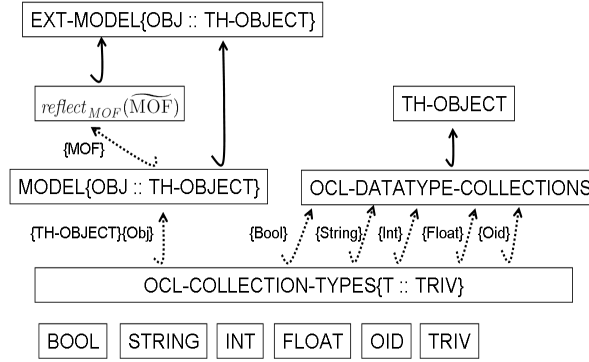 EXT-MODEL{OBJ :: TH-OBJECT}
reflect_MOF(M͠O͠F)
TH-OBJECT
{MOF}
MODEL{OBJ :: TH-OBJECT}
OCL-DATATYPE-COLLECTIONS
{TH-OBJECT}{Obj}
{Bool}
{String}
{Int}
{Float}
{Oid}
OCL-COLLECTION-TYPES{T :: TRIV}
BOOL
STRING
INT
FLOAT
OID
TRIV